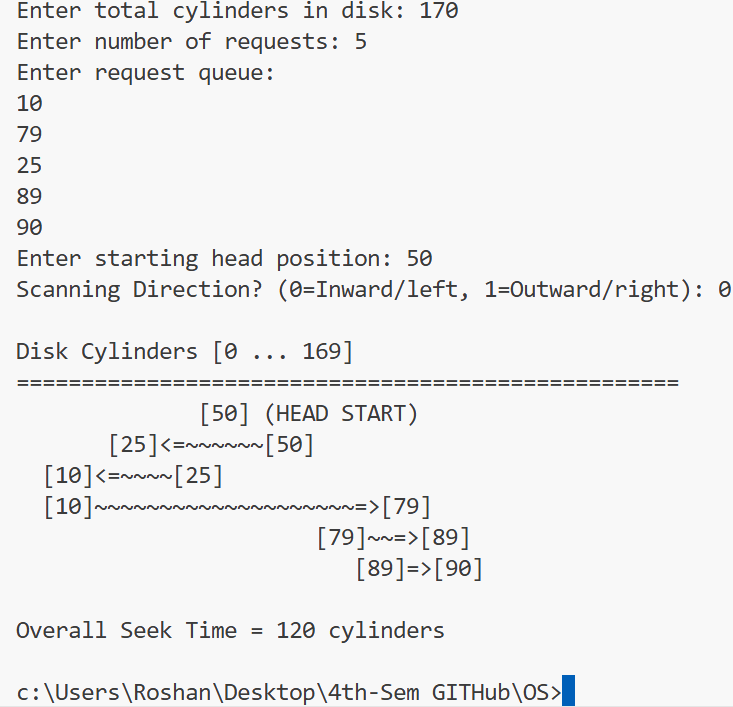 Enter total cylinders in disk: 170
Enter number of requests: 5
Enter request queue:
10
79
25
89
90
Enter starting head position: 50
Scanning Direction? (0=Inward/left, 1=Outward/right): 0

Disk Cylinders [0 ... 169]
===================================================
              [50] (HEAD START)
       [25]<=~~~~~~[50]
  [10]<=~~~~[25]
  [10]~~~~~~~~~~~~~~~~~~~~=>[79]
                       [79]~~=>[89]
                          [89]=>[90]

Overall Seek Time = 120 cylinders

c:\Users\Roshan\Desktop\4th-Sem GITHub\OS>